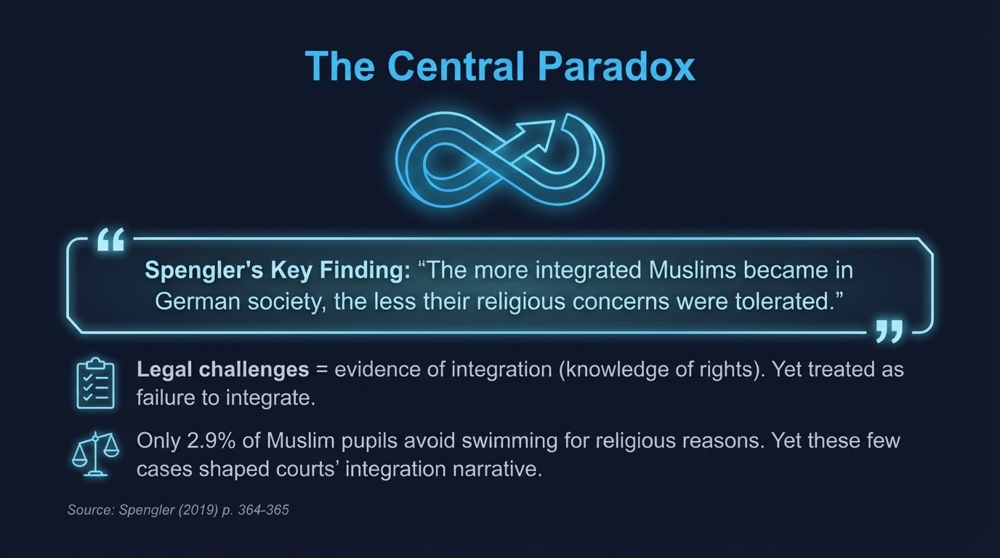 The Central Paradox
“
Spengler's Key Finding: “The more integrated Muslims became in
German society, the less their religious concerns were tolerated.”
”
Legal challenges = evidence of integration (knowledge of rights). Yet treated as
failure to integrate.
Only 2.9% of Muslim pupils avoid swimming for religious reasons. Yet these few
cases shaped courts’ integration narrative.
Source: Spengler (2019) p. 364-365